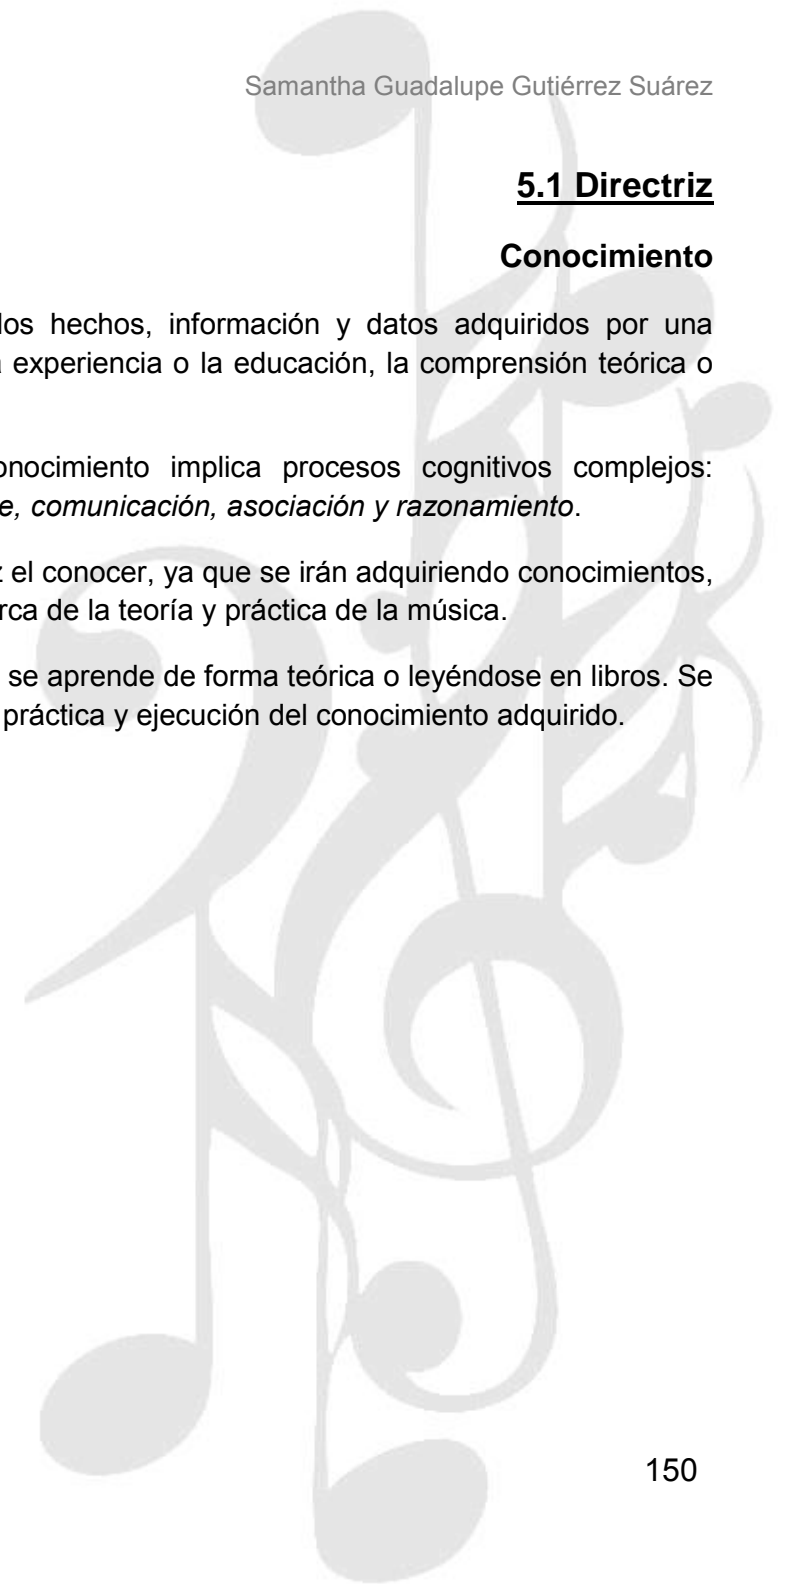 Samantha Guadalupe Gutiérrez Suárez
5.1 Directriz
Conocimiento
los hechos, información y datos adquiridos por una
experiencia o la educación, la comprensión teórica o
onocimiento implica procesos cognitivos complejos:
e, comunicación, asociación y razonamiento.
z el conocer, ya que se irán adquiriendo conocimientos,
rca de la teoría y práctica de la música.
se aprende de forma teórica o leyéndose en libros. Se
práctica y ejecución del conocimiento adquirido.
150